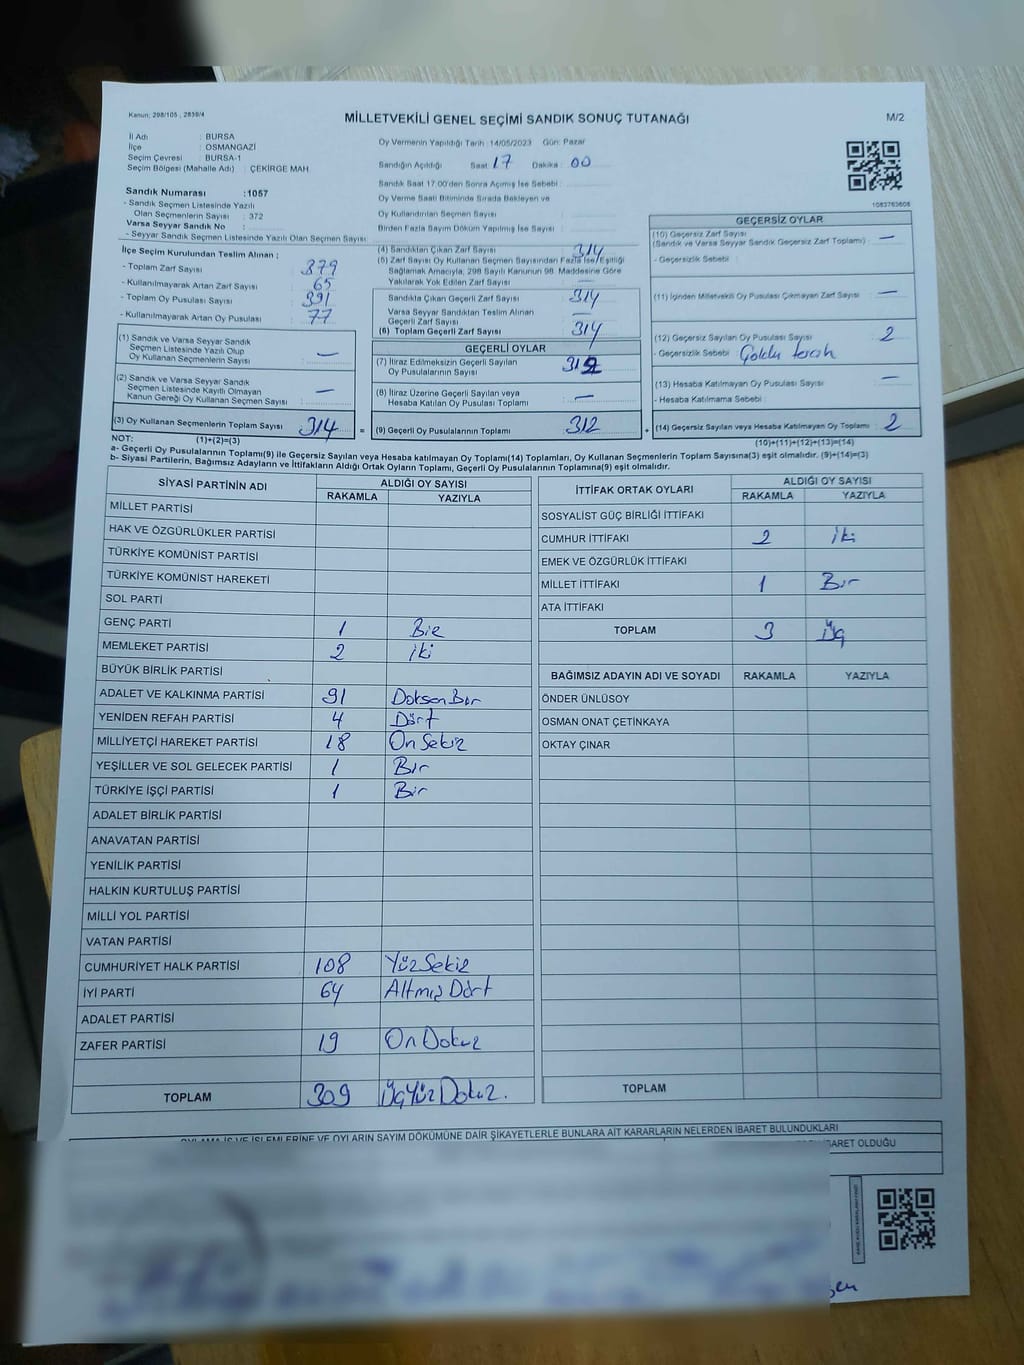 Kanun; 298/105 , 2839/4
MİLLETVEKİLİ GENEL SEÇİMİ SANDIK SONUÇ TUTANAĞI
M/2
İl Adı : BURSA
İlçe : OSMANGAZİ
Seçim Çevresi : BURSA-1
Seçim Bölgesi (Mahalle Adı) : ÇEKİRGE MAH.
Oy Vermenin Yapıldığı Tarih : 14/05/2023 Gün: Pazar
Sandığın Açıldığı Saat : 17 Dakika : 00
Sandık Saat 17:00'den Sonra Açılmış İse Sebebi :
Oy Verme Saati Bitiminde Sırada Bekleyen ve
Oy Kullandırılan Seçmen Sayısı :
Birden Fazla Sayım Döküm Yapılmış İse Sayısı :
1083763608
Sandık Numarası : 1057
- Sandık Seçmen Listesinde Yazılı
Olan Seçmenlerin Sayısı : 372
Varsa Seyyar Sandık No :
- Seyyar Sandık Seçmen Listesinde Yazılı Olan Seçmen Sayısı :
İlçe Seçim Kurulundan Teslim Alınan ;
- Toplam Zarf Sayısı : 379
- Kullanılmayarak Artan Zarf Sayısı : 65
- Toplam Oy Pusulası Sayısı : 391
- Kullanılmayarak Artan Oy Pusulası : 77
(1) Sandık ve Varsa Seyyar Sandık
Seçmen Listesinde Yazılı Olup
Oy Kullanan Seçmenlerin Sayısı : —
(2) Sandık ve Varsa Seyyar Sandık
Seçmen Listesinde Kayıtlı Olmayan
Kanun Gereği Oy Kullanan Seçmen Sayısı : —
(3) Oy Kullanan Seçmenlerin Toplam Sayısı : 314
(4) Sandıktan Çıkan Zarf Sayısı : 314
(5) Zarf Sayısı Oy Kullanan Seçmen Sayısından Fazla İse/Eşitliği
Sağlamak Amacıyla, 298 Sayılı Kanunun 98. Maddesine Göre
Yakılarak Yok Edilen Zarf Sayısı : —
Sandıkta Çıkan Geçerli Zarf Sayısı : 314
Varsa Seyyar Sandıktan Teslim Alınan
Geçerli Zarf Sayısı : —
(6) Toplam Geçerli Zarf Sayısı : 314
GEÇERLİ OYLAR
(7) İtiraz Edilmeksizin Geçerli Sayılan
Oy Pusulalarının Sayısı : 312
(8) İtiraz Üzerine Geçerli Sayılan veya
Hesaba Katılan Oy Pusulası Toplamı : —
= (9) Geçerli Oy Pusulalarının Toplamı : 312
GEÇERSİZ OYLAR
(10) Geçersiz Zarf Sayısı : —
(Sandık ve Varsa Seyyar Sandık Geçersiz Zarf Toplamı)
- Geçersizlik Sebebi :
(11) İçinden Milletvekili Oy Pusulası Çıkmayan Zarf Sayısı : —
(12) Geçersiz Sayılan Oy Pusulası Sayısı : 2
- Geçersizlik Sebebi : Çoklu tercih
(13) Hesaba Katılmayan Oy Pusulası Sayısı : —
- Hesaba Katılmama Sebebi :
+ (14) Geçersiz Sayılan veya Hesaba Katılmayan Oy Toplamı : 2
NOT: (1)+(2)=(3)
(10)+(11)+(12)+(13)=(14)
a- Geçerli Oy Pusulalarının Toplamı(9) ile Geçersiz Sayılan veya Hesaba katılmayan Oy Toplamı(14) Toplamları, Oy Kullanan Seçmenlerin Toplam Sayısına(3) eşit olmalıdır. (9)+(14)=(3)
b- Siyasi Partilerin, Bağımsız Adayların ve İttifakların Aldığı Ortak Oyların Toplamı, Geçerli Oy Pusulalarının Toplamına(9) eşit olmalıdır.
SİYASİ PARTİNİN ADI
ALDIĞI OY SAYISI
RAKAMLA YAZIYLA
MİLLET PARTİSİ
HAK VE ÖZGÜRLÜKLER PARTİSİ
TÜRKİYE KOMÜNİST PARTİSİ
TÜRKİYE KOMÜNİST HAREKETİ
SOL PARTİ
GENÇ PARTİ 1 Bir
MEMLEKET PARTİSİ 2 iki
BÜYÜK BİRLİK PARTİSİ
ADALET VE KALKINMA PARTİSİ 91 Doksan Bir
YENİDEN REFAH PARTİSİ 4 Dört
MİLLİYETÇİ HAREKET PARTİSİ 18 On Sekiz
YEŞİLLER VE SOL GELECEK PARTİSİ 1 Bir
TÜRKİYE İŞÇİ PARTİSİ 1 Bir
ADALET BİRLİK PARTİSİ
ANAVATAN PARTİSİ
YENİLİK PARTİSİ
HALKIN KURTULUŞ PARTİSİ
MİLLİ YOL PARTİSİ
VATAN PARTİSİ
CUMHURİYET HALK PARTİSİ 108 Yüz Sekiz
İYİ PARTİ 64 Altmış Dört
ADALET PARTİSİ
ZAFER PARTİSİ 19 On Dokuz
TOPLAM 309 Üç Yüz Dokuz.
İTTİFAK ORTAK OYLARI
ALDIĞI OY SAYISI
RAKAMLA YAZIYLA
SOSYALİST GÜÇ BİRLİĞİ İTTİFAKI
CUMHUR İTTİFAKI 2 iki
EMEK VE ÖZGÜRLÜK İTTİFAKI
MİLLET İTTİFAKI 1 Bir
ATA İTTİFAKI
TOPLAM 3 Üç
BAĞIMSIZ ADAYIN ADI VE SOYADI RAKAMLA YAZIYLA
ÖNDER ÜNLÜSOY
OSMAN ONAT ÇETİNKAYA
OKTAY ÇINAR
TOPLAM
OYLAMA İŞ VE İŞLEMLERİNE VE OYLARIN SAYIM DÖKÜMÜNE DAİR ŞİKAYETLERLE BUNLARA AİT KARARLARIN NELERDEN İBARET BULUNDUKLARI
İBARET OLDUĞU